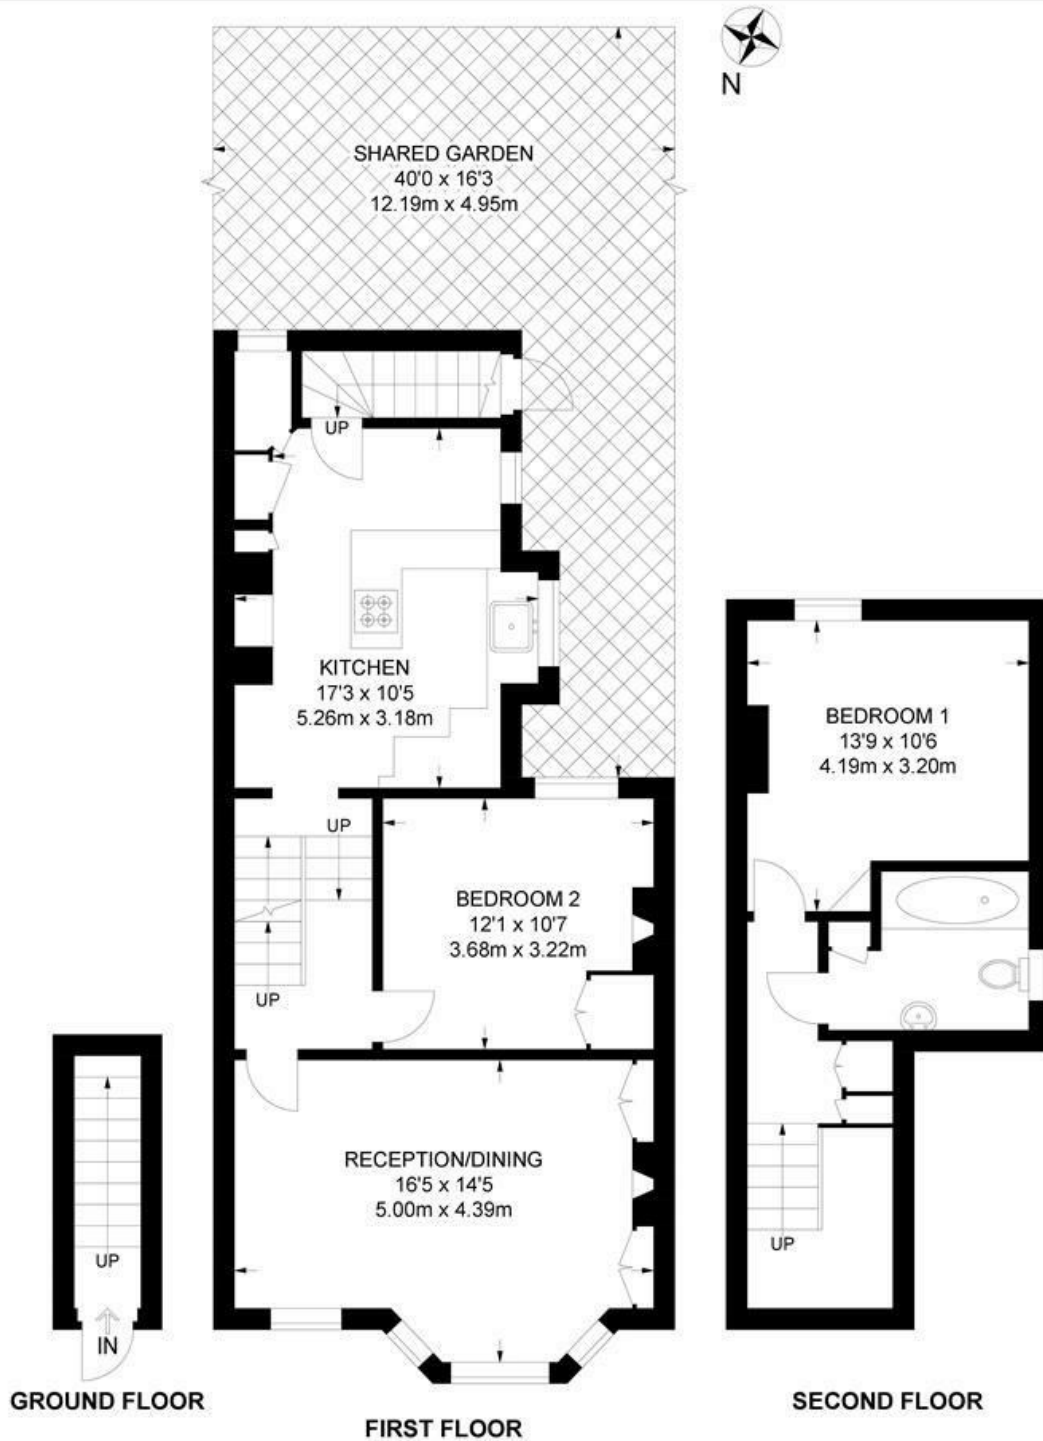 N
SHARED GARDEN
40'0 x 16'3
12.19m x 4.95m
UP
KITCHEN
17'3 x 10'5
5.26m x 3.18m
UP
UP
BEDROOM 2
12'1 x 10'7
3.68m x 3.22m
RECEPTION/DINING
16'5 x 14'5
5.00m x 4.39m
BEDROOM 1
13'9 x 10'6
4.19m x 3.20m
UP
UP
IN
GROUND FLOOR
FIRST FLOOR
SECOND FLOOR